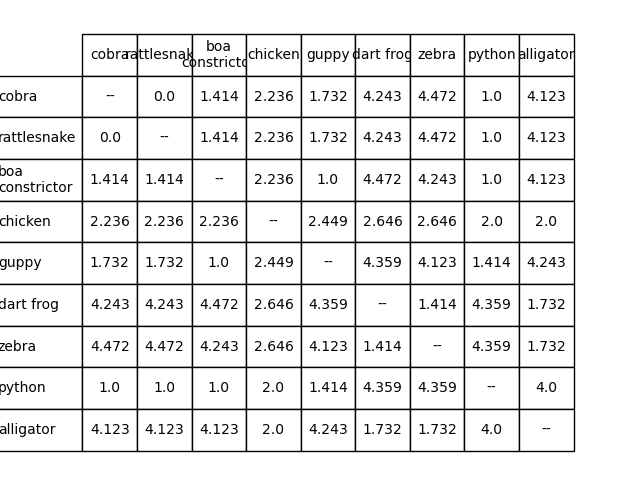 cobra rattlesnak boa constrictc chicken guppy dart frog zebra python alligator
cobra -- 0.0 1.414 2.236 1.732 4.243 4.472 1.0 4.123
rattlesnake 0.0 -- 1.414 2.236 1.732 4.243 4.472 1.0 4.123
boa constrictor 1.414 1.414 -- 2.236 1.0 4.472 4.243 1.0 4.123
chicken 2.236 2.236 2.236 -- 2.449 2.646 2.646 2.0 2.0
guppy 1.732 1.732 1.0 2.449 -- 4.359 4.123 1.414 4.243
dart frog 4.243 4.243 4.472 2.646 4.359 -- 1.414 4.359 1.732
zebra 4.472 4.472 4.243 2.646 4.123 1.414 -- 4.359 1.732
python 1.0 1.0 1.0 2.0 1.414 4.359 4.359 -- 4.0
alligator 4.123 4.123 4.123 2.0 4.243 1.732 1.732 4.0 --